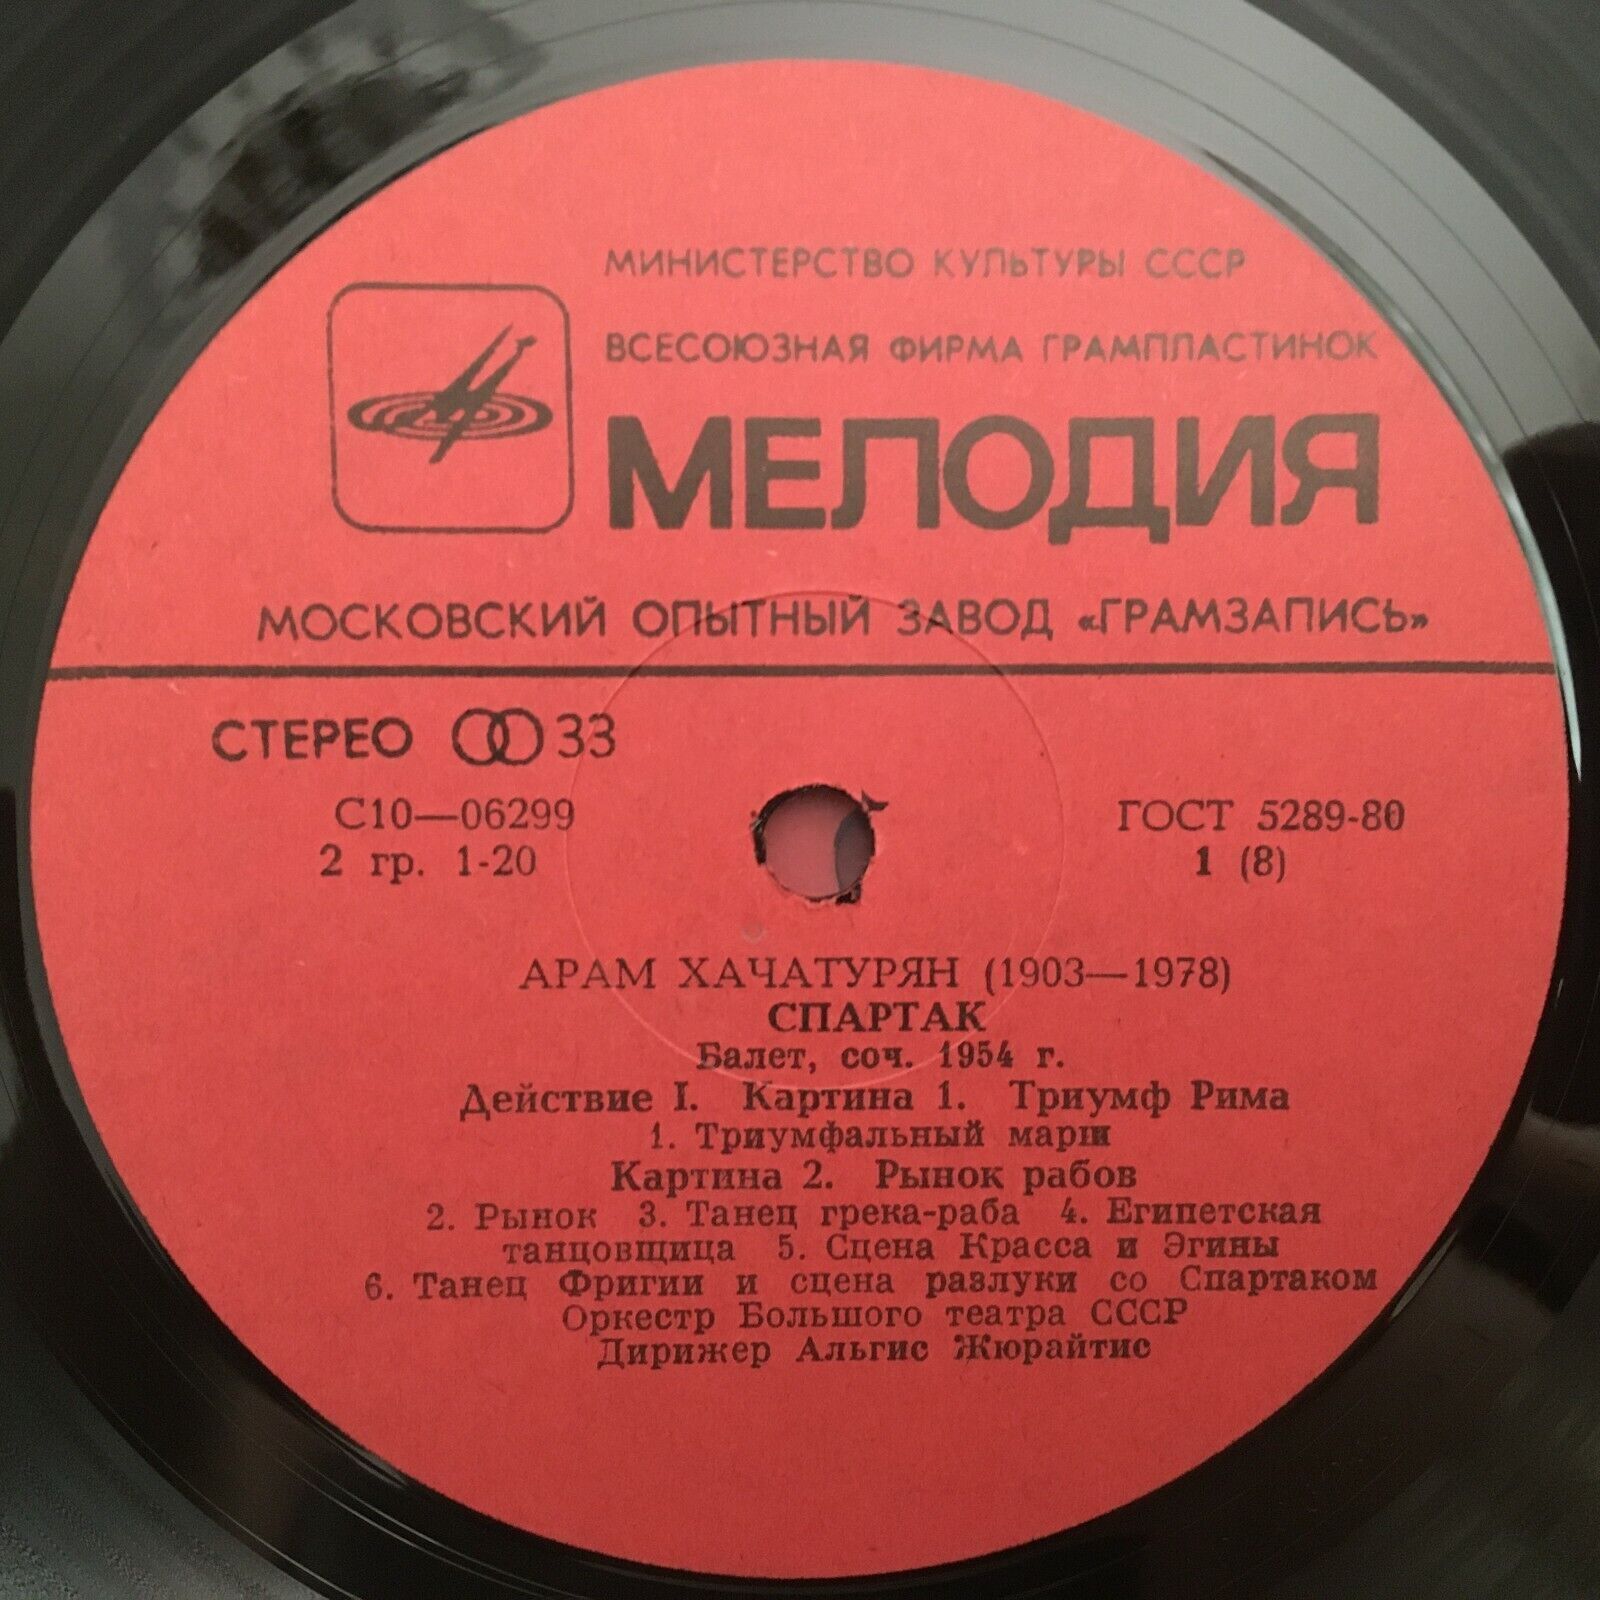 МИНИСТЕРСТВО КУЛЬТУРЫ СССР
ВСЕСОЮЗНАЯ ФИРМА ГРАМПЛАСТИНОК
МЕЛОДИЯ
МОСКОВСКИЙ ОПЫТНЫЙ ЗАВОД «ГРАМЗАПИСЬ»
СТЕРЕО 33
С10—06299
ГОСТ 5289-80
2 гр. 1-20
1 (8)
АРАМ ХАЧАТУРЯН (1903—1978)
СПАРТАК
Балет, соч. 1954 г.
Действие I. Картина 1. Триумф Рима
1. Триумфальный марш
Картина 2. Рынок рабов
2. Рынок 3. Танец грека-раба 4. Египетская
танцовщица 5. Сцена Красса и Эгины
6. Танец Фригии и сцена разлуки со Спартаком
Оркестр Большого театра СССР
Дирижер Альгис Жюрайтис